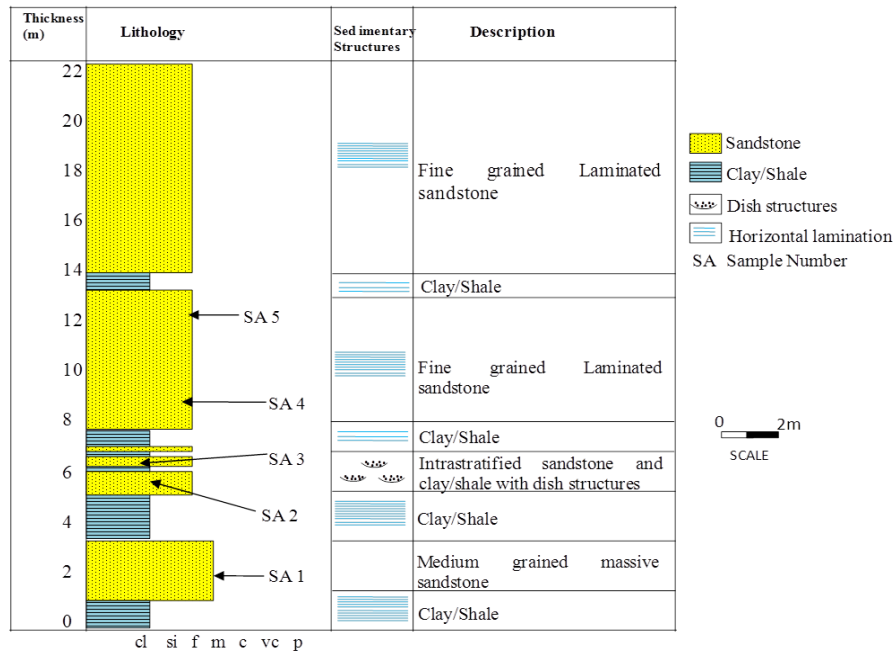 Thickness
(m)
Lithology
Sedimentary
Structures
Description
22
20
18
16
14
12
10
8
6
4
2
0
SA 5
SA 4
SA 3
SA 2
SA 1
cl si f m c vc p
Fine grained Laminated
sandstone
Clay/Shale
Fine grained Laminated
sandstone
Clay/Shale
Intrastratified sandstone and
clay/shale with dish structures
Clay/Shale
Medium grained massive
sandstone
Clay/Shale
Sandstone
Clay/Shale
Dish structures
Horizontal lamination
SA Sample Number
0 2m
SCALE